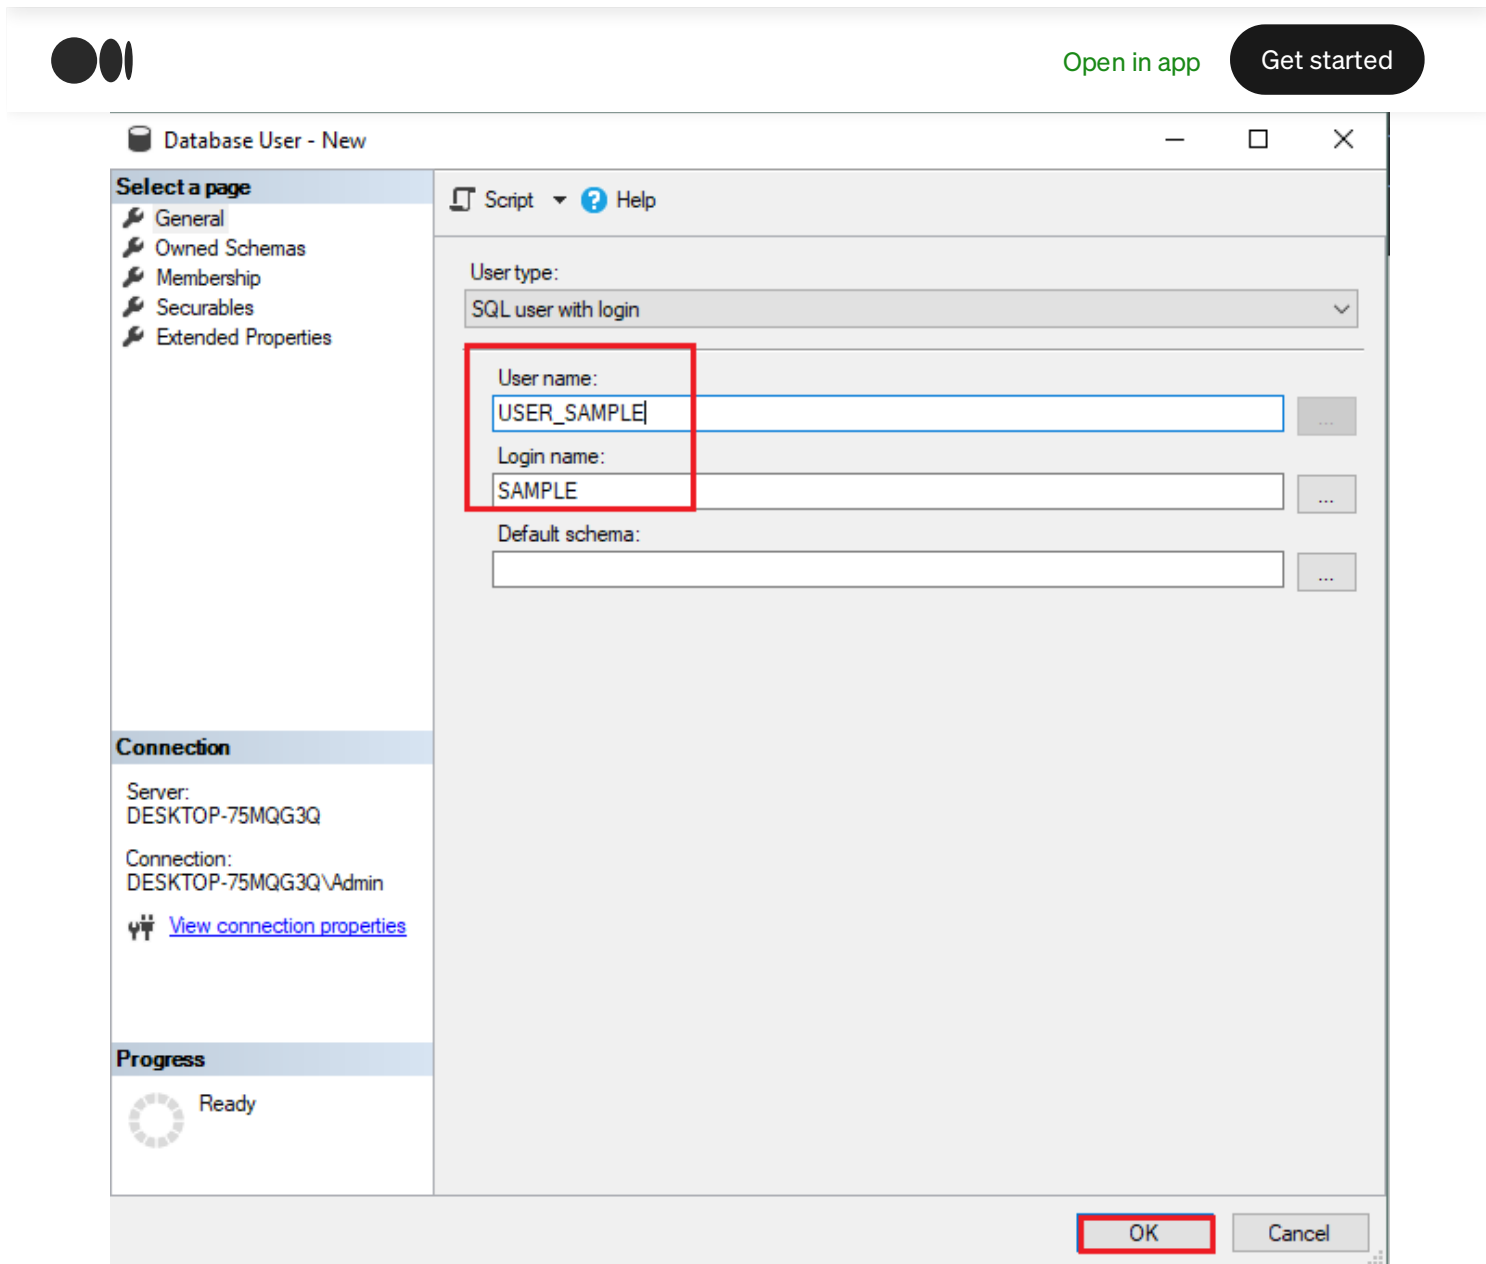 Open in app
Get started
Database User - New
Select a page
General
Owned Schemas
Membership
Securables
Extended Properties
Script
Help
User type:
SQL user with login
User name:
USER_SAMPLE
...
Login name:
SAMPLE
...
Default schema:
...
Connection
Server:
DESKTOP-75MQG3Q
Connection:
DESKTOP-75MQG3Q\Admin
View connection properties
Progress
Ready
OK
Cancel